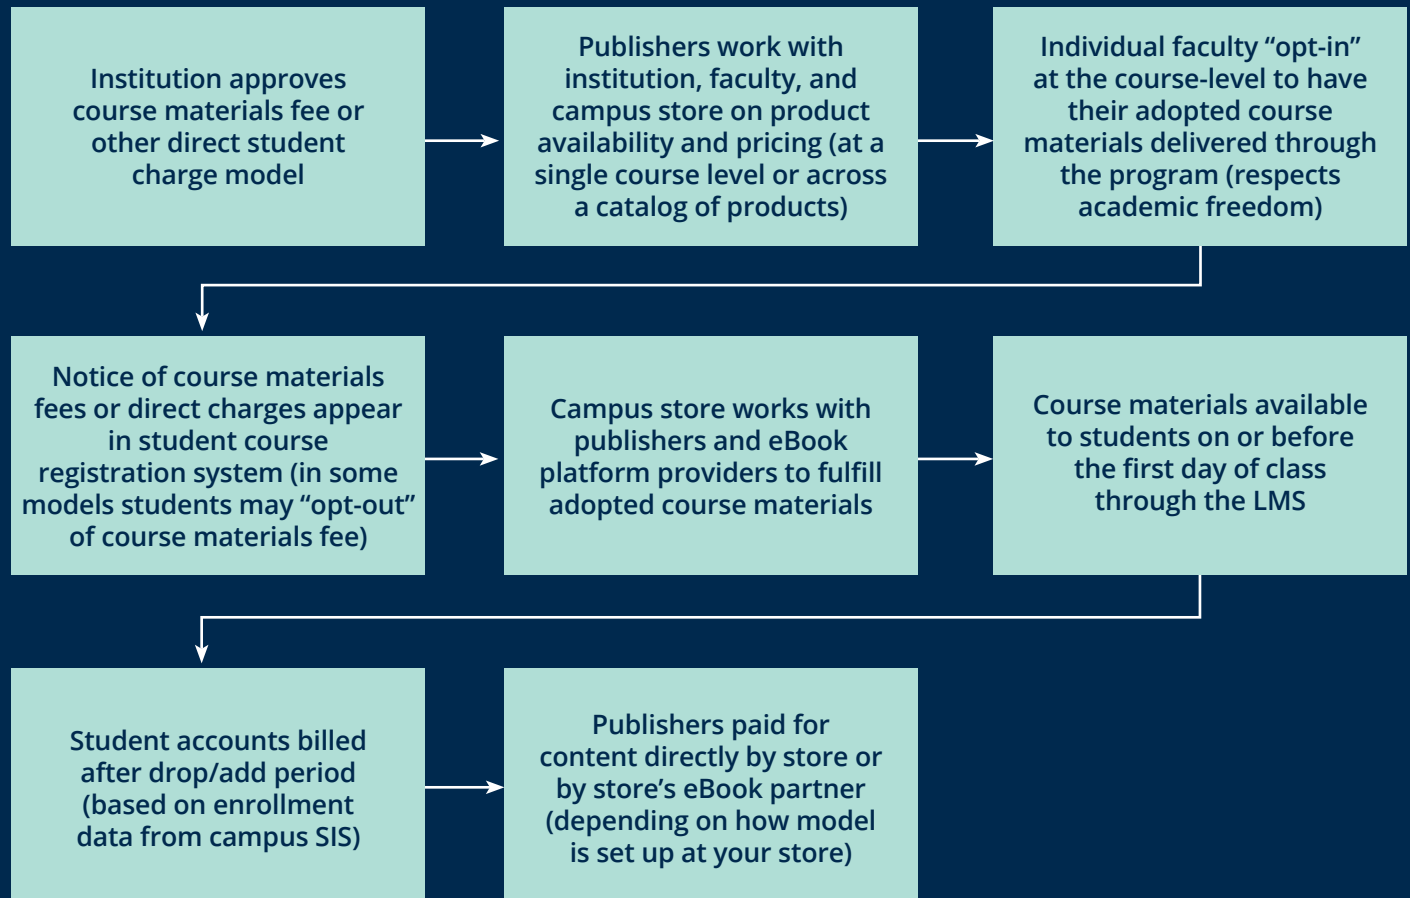 Institution approves
course materials fee or
other direct student
charge model
Publishers work with
institution, faculty, and
campus store on product
availability and pricing (at a
single course level or across
a catalog of products)
Individual faculty “opt-in”
at the course-level to have
their adopted course
materials delivered through
the program (respects
academic freedom)
Notice of course materials
fees or direct charges appear
in student course
registration system (in some
models students may “opt-out”
of course materials fee)
Campus store works with
publishers and eBook
platform providers to fulfill
adopted course materials
Course materials available
to students on or before
the first day of class
through the LMS
Student accounts billed
after drop/add period
(based on enrollment
data from campus SIS)
Publishers paid for
content directly by store or
by store’s eBook partner
(depending on how model
is set up at your store)